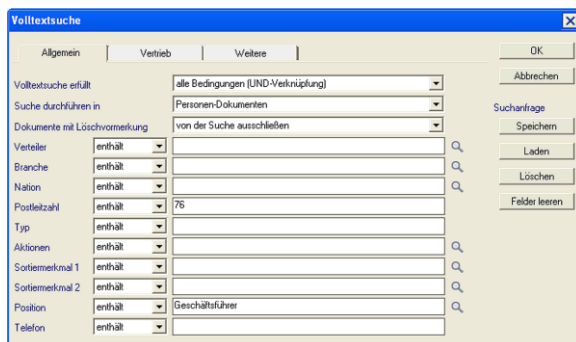 Volltextsuche
Allgemein Vertrieb Weitere OK
Abbrechen
Volltextsuche erfüllt alle Bedingungen (UND-Verknüpfung)
Suche durchführen in Personen-Dokumenten Suchanfrage
Dokumente mit Löschvormerkung von der Suche ausschließen Speichern
Verteiler enthält
Laden
Branche enthält
Löschen
Nation enthält
Postleitzahl enthält 76 Felder leeren
Typ enthält
Aktionen enthält
Sortiermerkmal 1 enthält
Sortiermerkmal 2 enthält
Position enthält Geschäftsführer
Telefon enthält